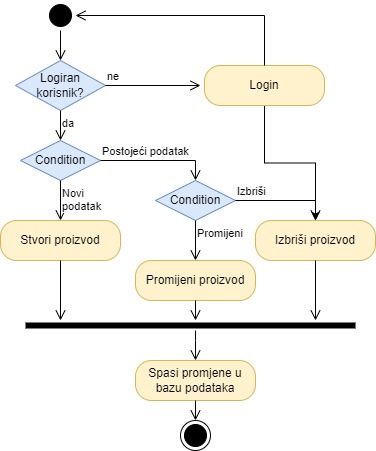 Logiran
korisnik?
ne
Login
da
Condition
Postojeći podatak
Novi
podatak
Condition
Izbriši
Stvori proizvod
Promijeni
Izbriši proizvod
Promijeni proizvod
Spasi promjene u
bazu podataka